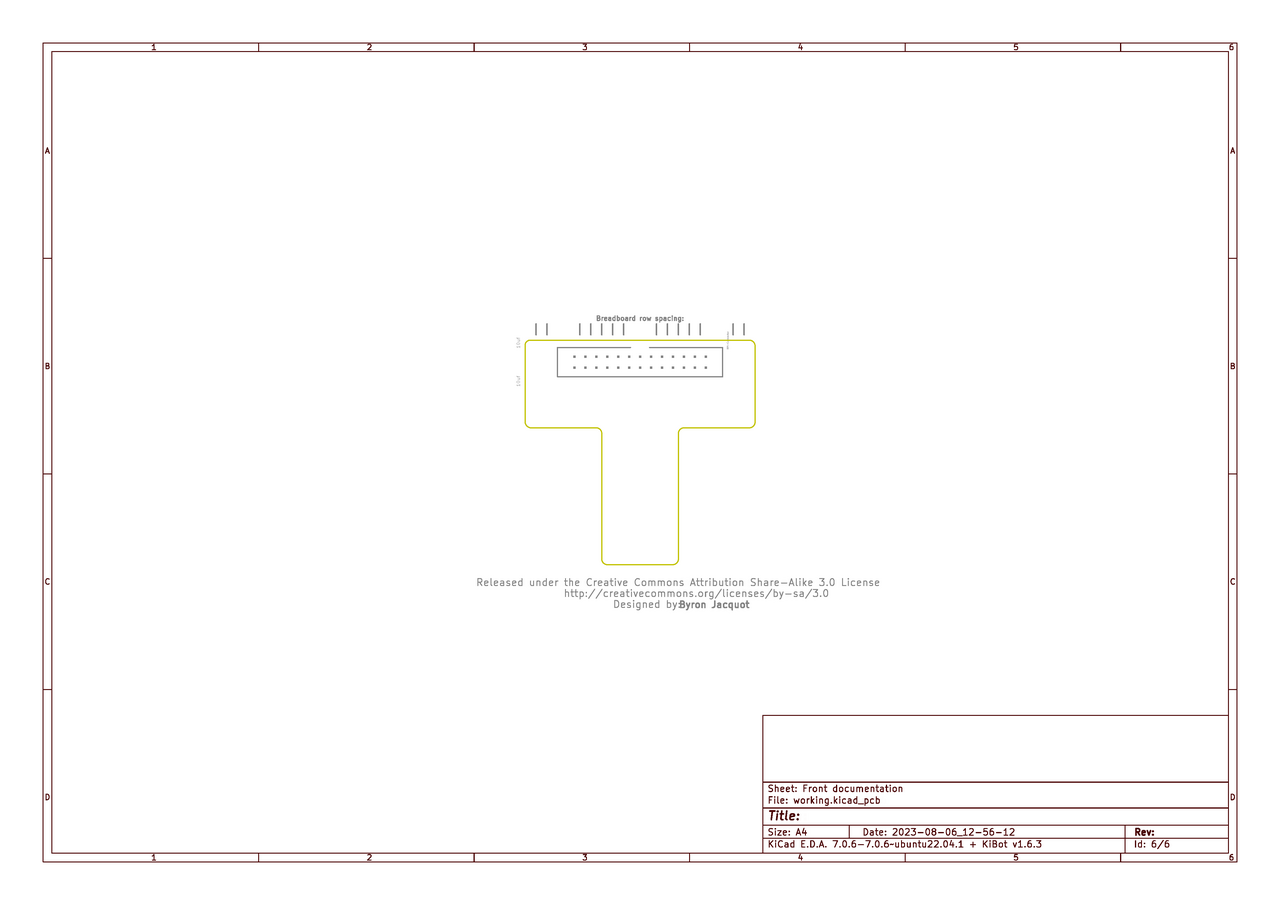 1 2 3 4 5 6
A A
Breadboard row spacing:
B B
C C
Released under the Creative Commons Attribution Share-Alike 3.0 License
http://creativecommons.org/licenses/by-sa/3.0
Designed by:Byron Jacquot
D D
Sheet: Front documentation
File: working.kicad_pcb
Title:
Size: A4 Date: 2023-08-06_12-56-12 Rev:
KiCad E.D.A. 7.0.6-7.0.6~ubuntu22.04.1 + KiBot v1.6.3 Id: 6/6
1 2 3 4 5 6